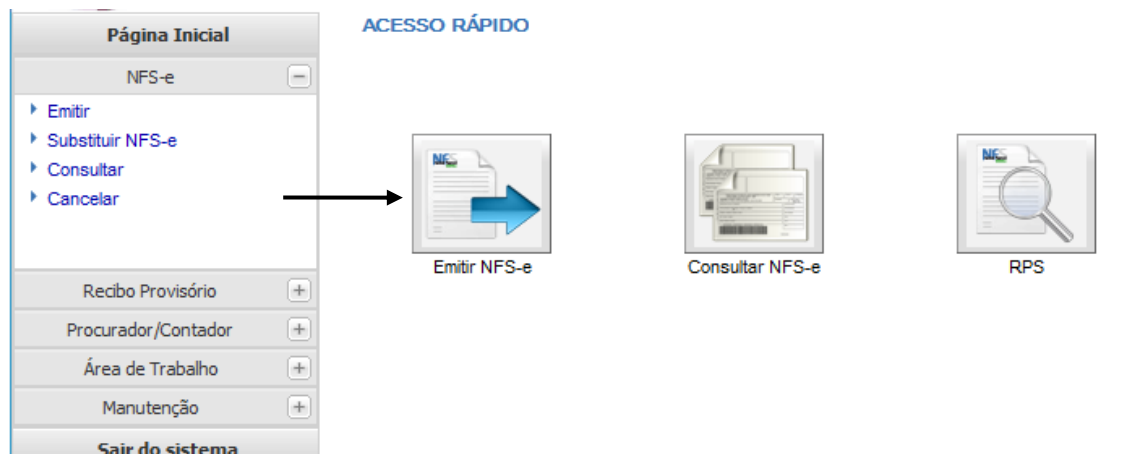 Página Inicial
NFS-e
Emitir
Substituir NFS-e
Consultar
Cancelar
Recibo Provisório
Procurador/Contador
Área de Trabalho
Manutenção
Sair do sistema
ACESSO RÁPIDO
Emitir NFS-e
Consultar NFS-e
RPS